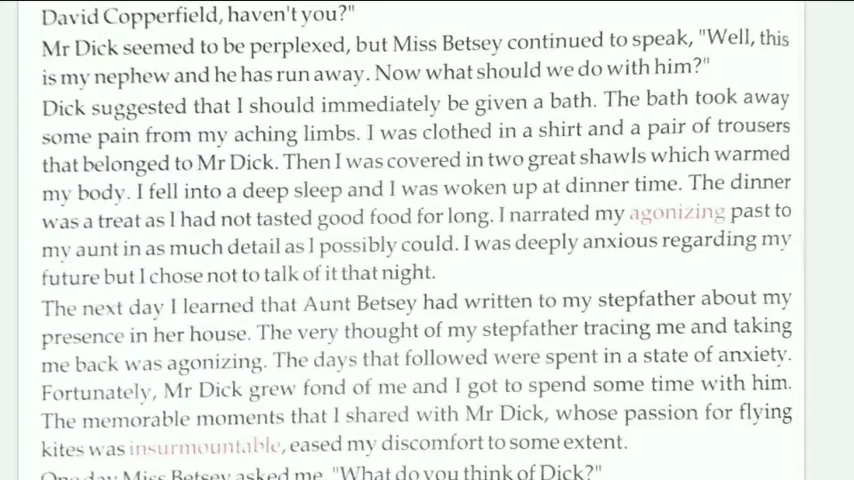 David Copperfield, haven't you?"
Mr Dick seemed to be perplexed, but Miss Betsey continued to speak, "Well, this
is my nephew and he has run away. Now what should we do with him?"
Dick suggested that I should immediately be given a bath. The bath took away
some pain from my aching limbs. I was clothed in a shirt and a pair of trousers
that belonged to Mr Dick. Then I was covered in two great shawls which warmed
my body. I fell into a deep sleep and I was woken up at dinner time. The dinner
was a treat as I had not tasted good food for long. I narrated my agonizing past to
my aunt in as much detail as I possibly could. I was deeply anxious regarding my
future but I chose not to talk of it that night.
The next day I learned that Aunt Betsey had written to my stepfather about my
presence in her house. The very thought of my stepfather tracing me and taking
me back was agonizing. The days that followed were spent in a state of anxiety.
Fortunately, Mr Dick grew fond of me and I got to spend some time with him.
The memorable moments that I shared with Mr Dick, whose passion for flying
kites was insurmountable, eased my discomfort to some extent.
One day Miss Betsey asked me, "What do you think of Dick?"